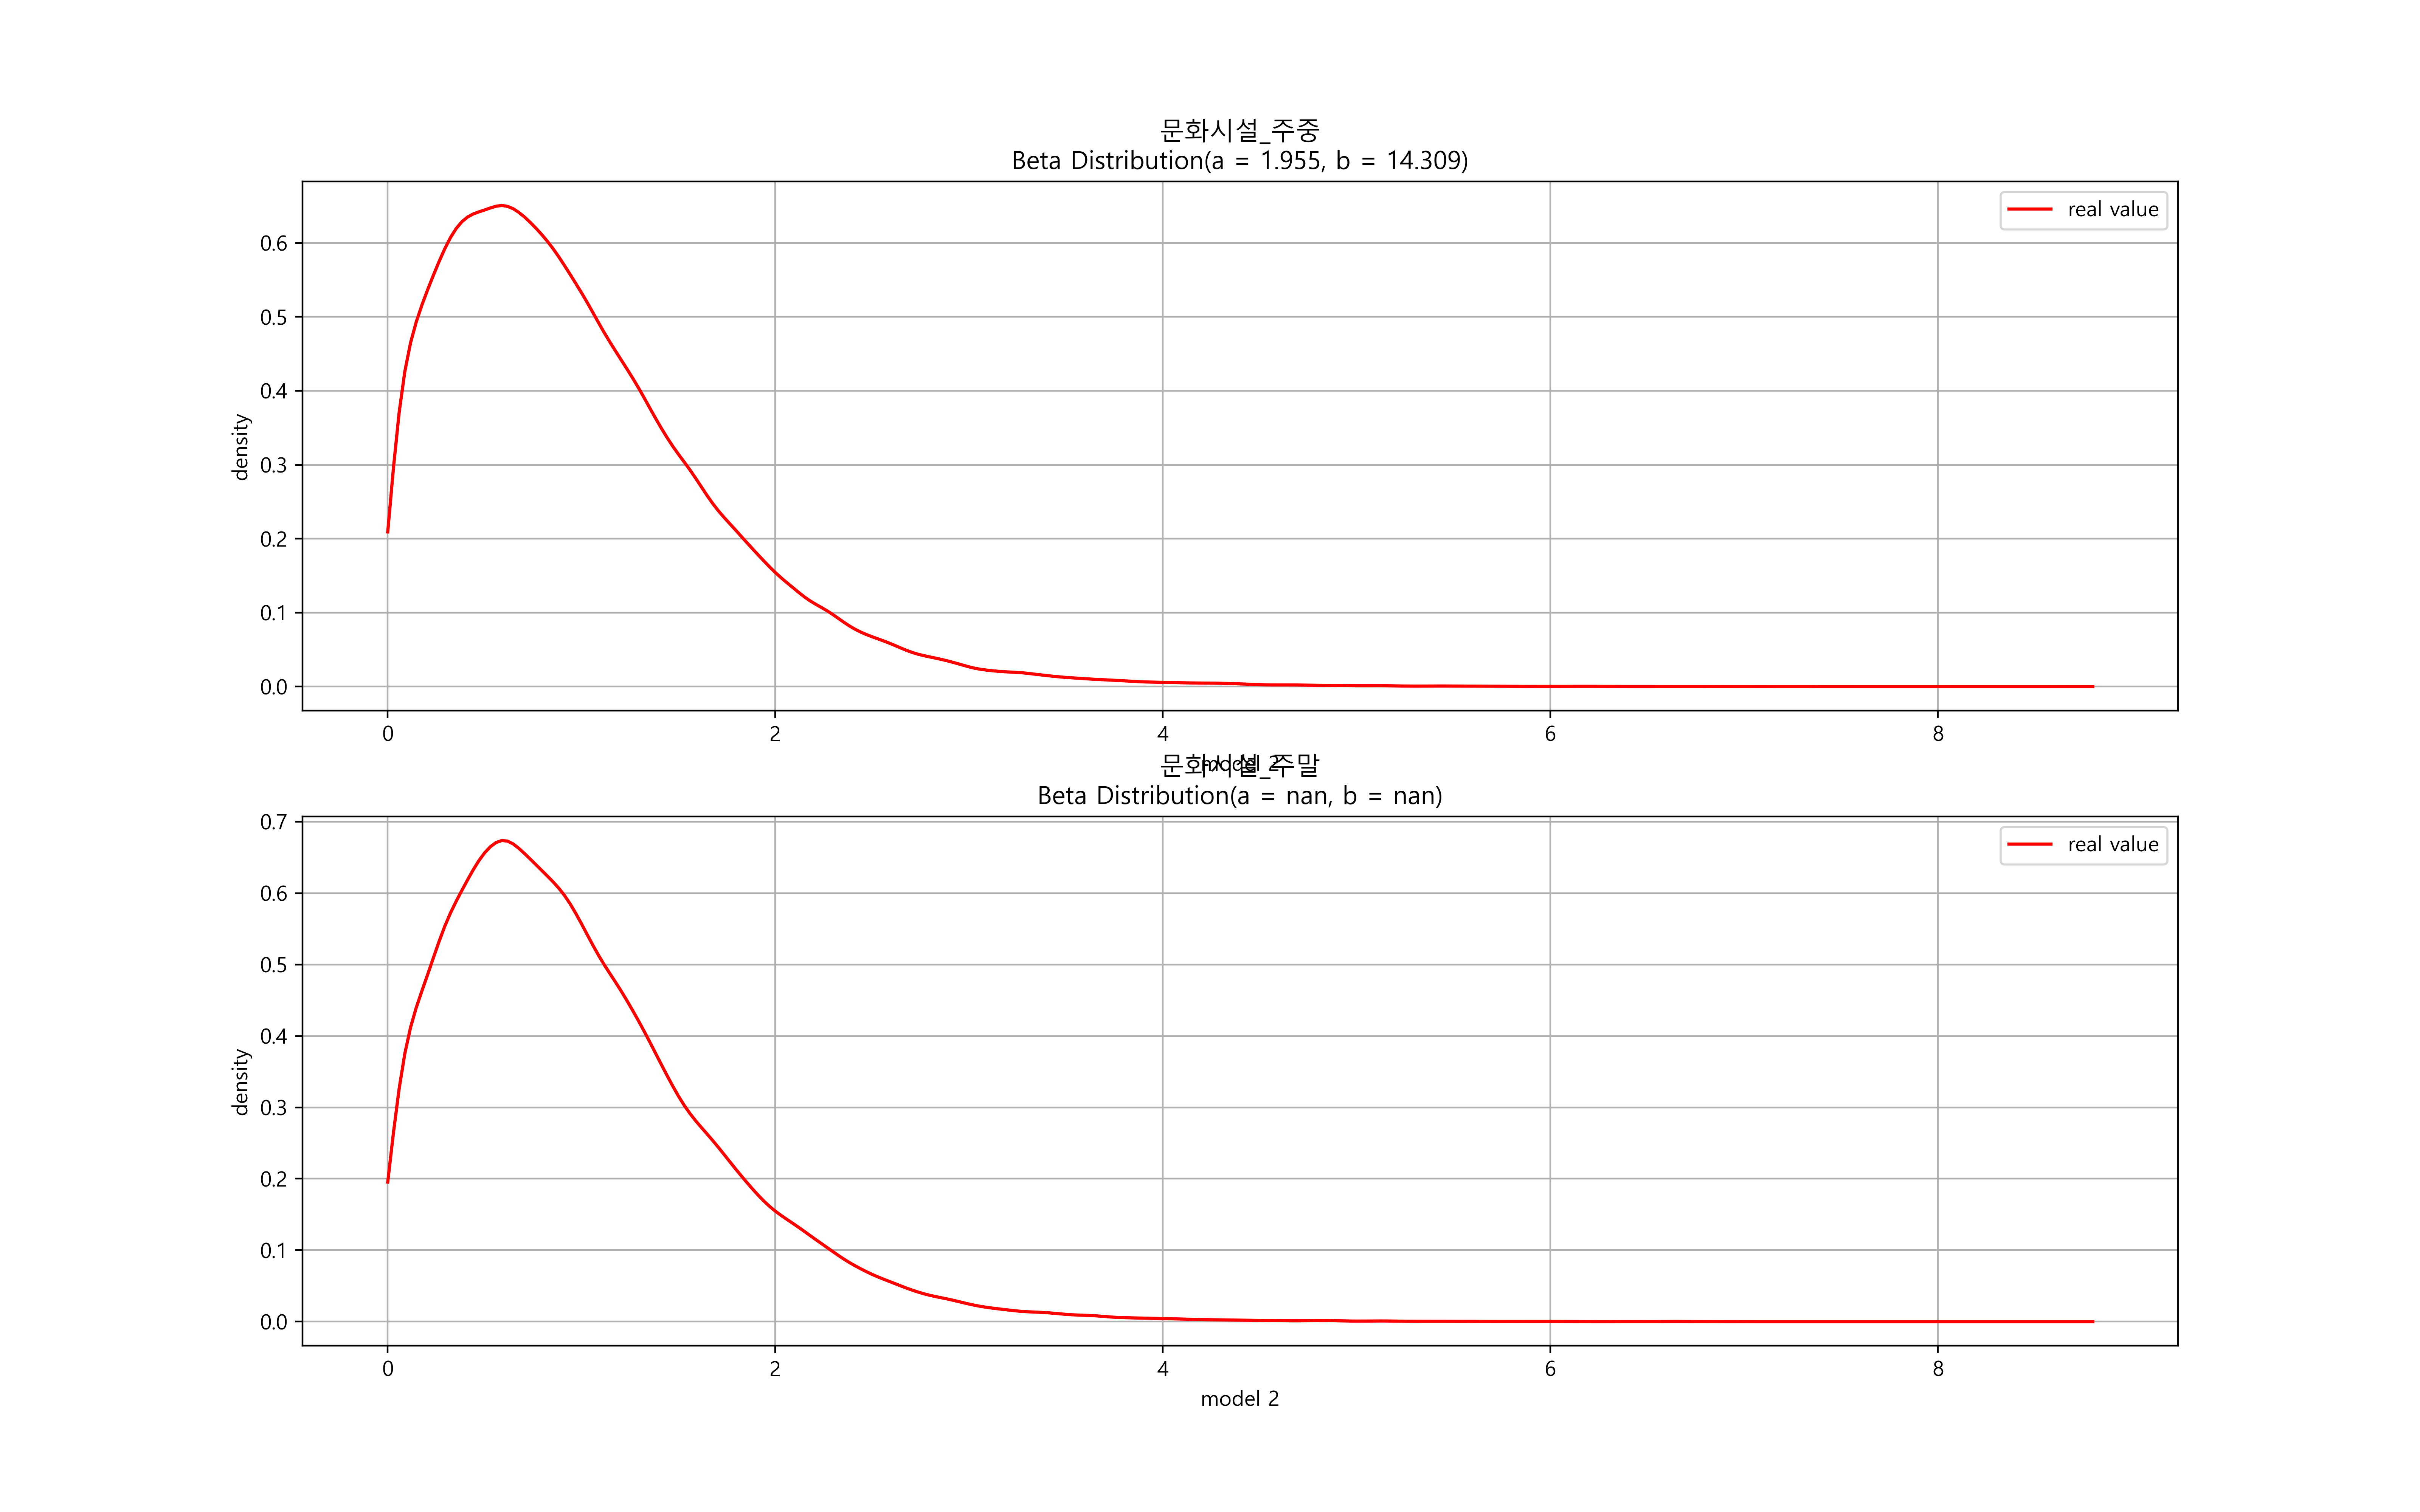 문화시설_주중
Beta Distribution(a = 1.955, b = 14.309)
real value
density
0.6
0.5
0.4
0.3
0.2
0.1
0.0
0 2 4 6 8
model 2
문화시설_주말
Beta Distribution(a = nan, b = nan)
real value
density
0.7
0.6
0.5
0.4
0.3
0.2
0.1
0.0
0 2 4 6 8
model 2